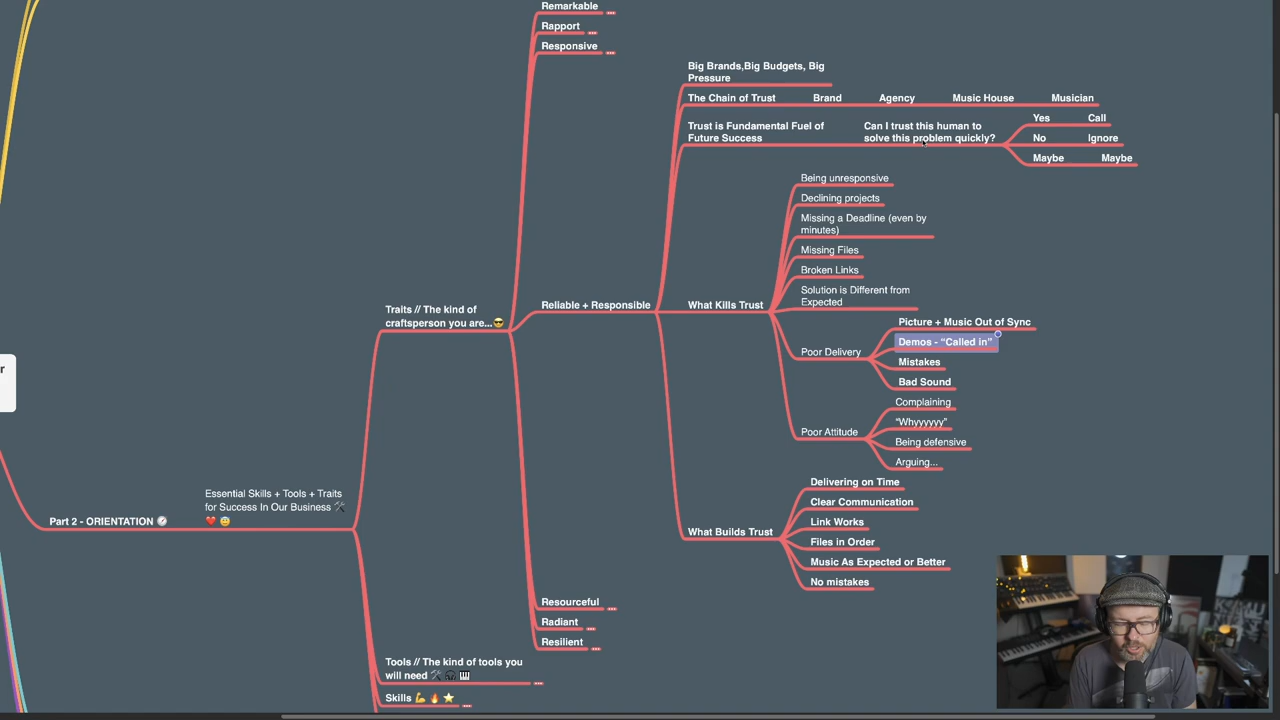 Remarkable
Rapport
Responsive
Big Brands,Big Budgets, Big
Pressure
The Chain of Trust Brand Agency Music House Musician
Trust is Fundamental Fuel of
Future Success
Can I trust this human to
solve this problem quickly?
Yes Call
No Ignore
Maybe Maybe
Being unresponsive
Declining projects
Missing a Deadline (even by
minutes)
Missing Files
Broken Links
Solution is Different from
Expected
Traits // The kind of
craftsperson you are...😎
Reliable + Responsible
What Kills Trust
Picture + Music Out of Sync
Demos - “Called in”
Poor Delivery
Mistakes
Bad Sound
Complaining
“Whyyyyyy”
Poor Attitude
Being defensive
Arguing...
r
Part 2 - ORIENTATION 🧭
Essential Skills + Tools + Traits
for Success In Our Business 🛠
❤️ 😇
Delivering on Time
Clear Communication
Link Works
What Builds Trust
Files in Order
Music As Expected or Better
No mistakes
Resourceful
Radiant
Resilient
Tools // The kind of tools you
will need 🛠 🎧 🎹
Skills 💪 🔥 ⭐